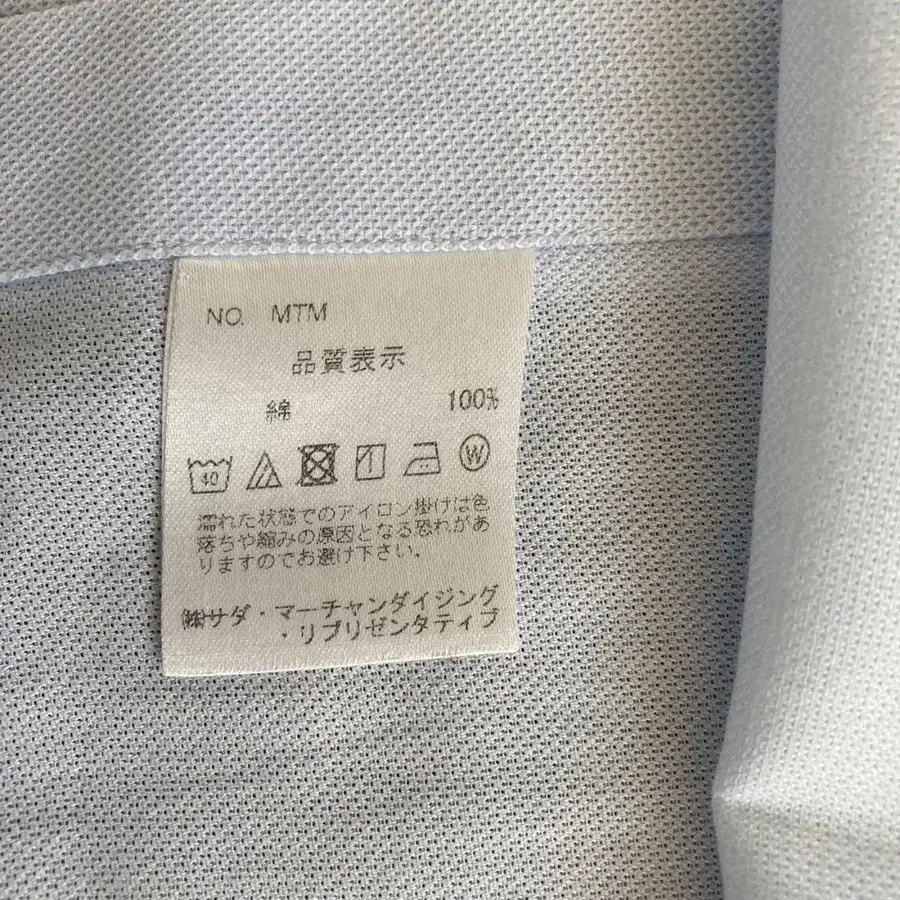 NO. MTM
品質表示
綿 100%
40 W
濡れた状態でのアイロン掛けは色
落ちや縮みの原因となる恐れがあ
りますのでお避け下さい。
㈱サダ・マーチャンダイジング
・リプリゼンタティブ